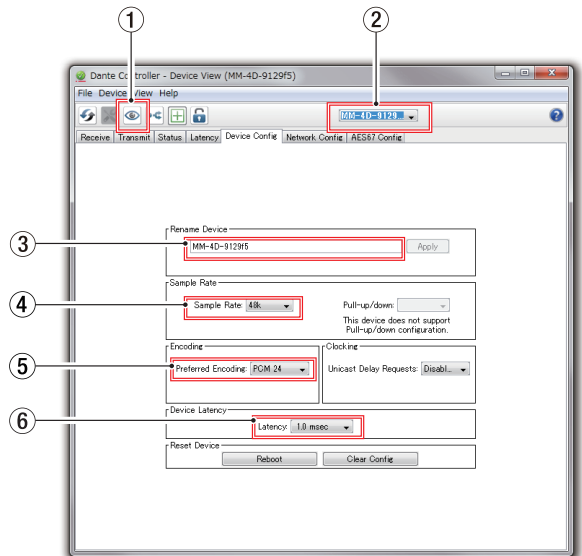 1
2
Dante Controller - Device View (MM-4D-9129f5)
File Device View Help
MM-4D-9129...
Receive Transmit Status Latency Device Config Network Config AES67 Config
Rename Device
3
MM-4D-9129f5 Apply
Sample Rate
4
Sample Rate: 48k Pull-up/down:
This device does not support
Pull-up/down configuration.
Encoding Clocking
5
Preferred Encoding: PCM 24 Unicast Delay Requests: Disabl...
Device Latency
6
Latency: 1.0 msec
Reset Device
Reboot Clear Config